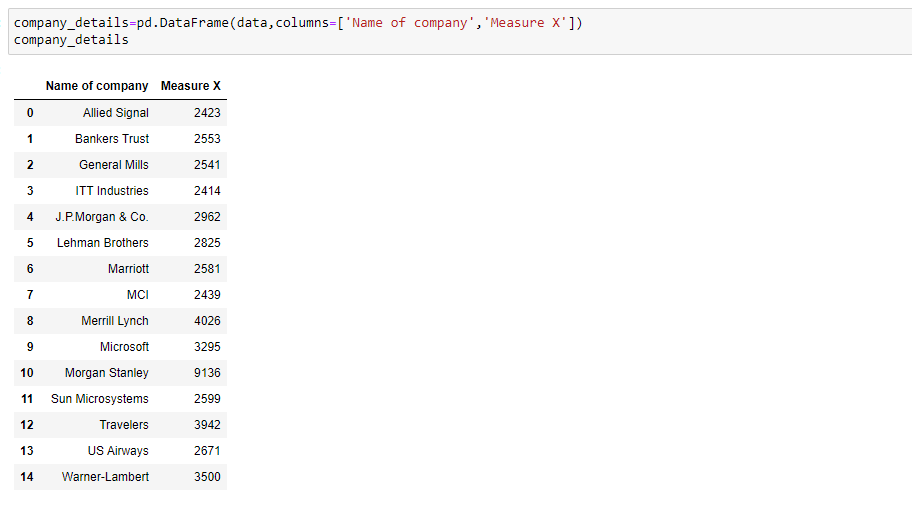 company_details=pd.DataFrame(data,columns=['Name of company','Measure X'])
company_details
Name of company Measure X
0 Allied Signal 2423
1 Bankers Trust 2553
2 General Mills 2541
3 ITT Industries 2414
4 J.P.Morgan & Co. 2962
5 Lehman Brothers 2825
6 Marriott 2581
7 MCI 2439
8 Merrill Lynch 4026
9 Microsoft 3295
10 Morgan Stanley 9136
11 Sun Microsystems 2599
12 Travelers 3942
13 US Airways 2671
14 Warner-Lambert 3500